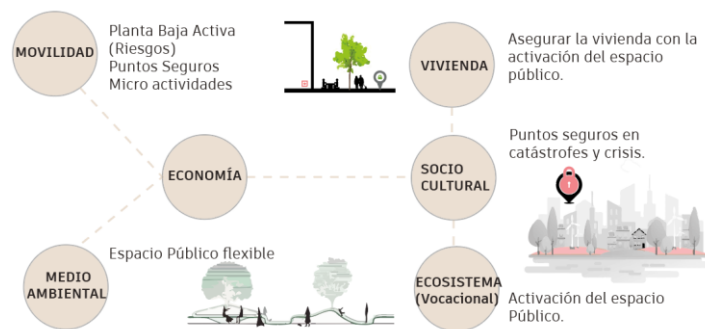 MOVILIDAD
Planta Baja Activa
(Riesgos)
Puntos Seguros
Micro actividades
VIVIENDA
Asegurar la vivienda con la
activación del espacio
público.
ECONOMÍA
SOCIO
CULTURAL
Puntos seguros en
catástrofes y crisis.
MEDIO
AMBIENTAL
Espacio Público flexible
ECOSISTEMA
(Vocacional)
Activación del espacio
Público.